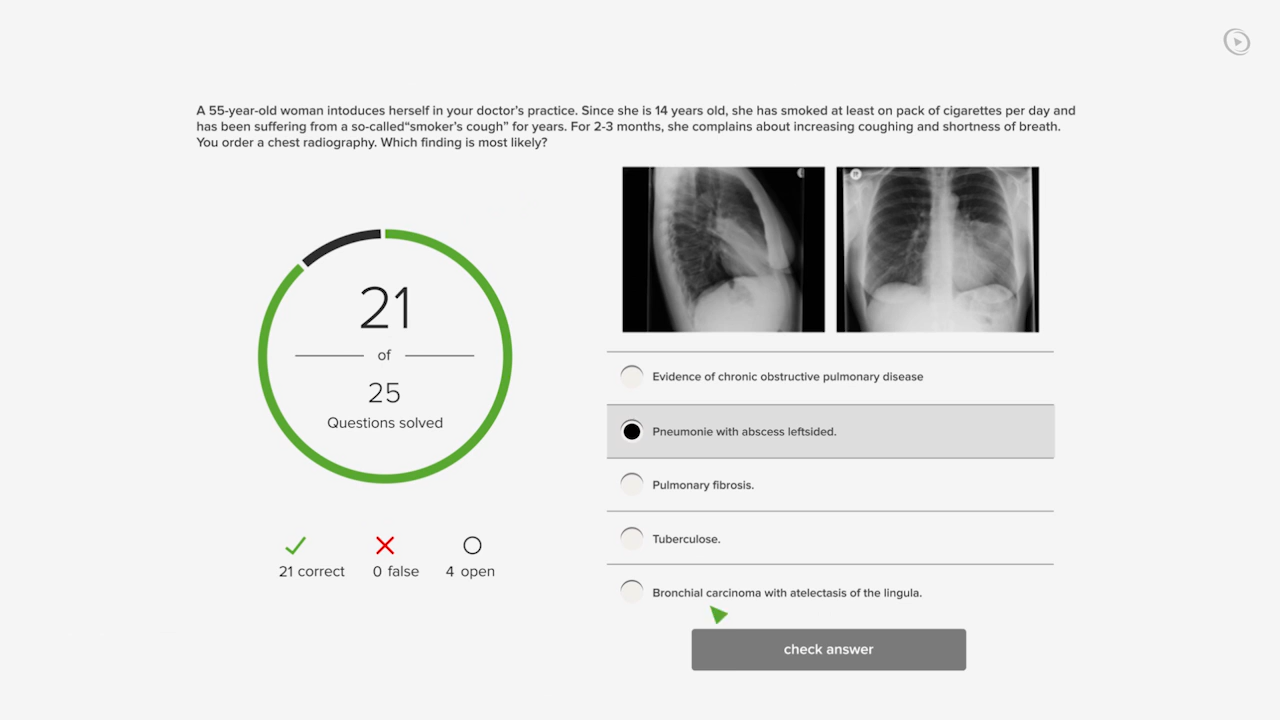 A 55-year-old woman intoduces herself in your doctor's practice. Since she is 14 years old, she has smoked at least on pack of cigarettes per day and
has been suffering from a so-called“smoker's cough” for years. For 2-3 months, she complains about increasing coughing and shortness of breath.
You order a chest radiography. Which finding is most likely?
21
of
25
Questions solved
21 correct
0 false
4 open
Evidence of chronic obstructive pulmonary disease
Pneumonie with abscess leftsided.
Pulmonary fibrosis.
Tuberculose.
Bronchial carcinoma with atelectasis of the lingula.
check answer